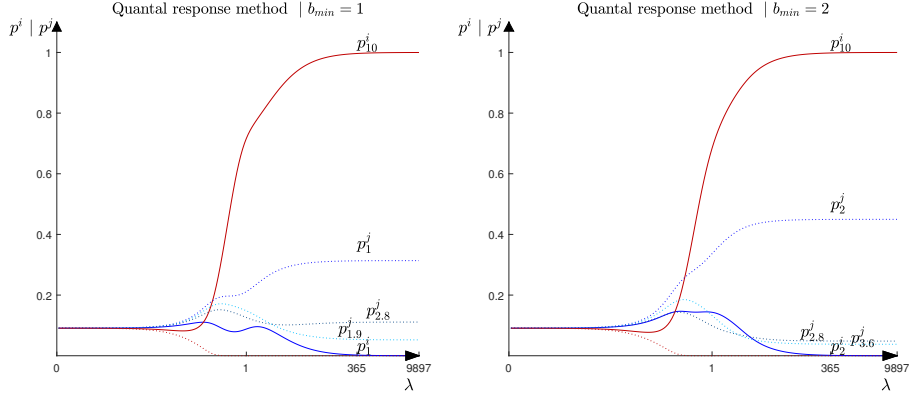 Quantal response method | b_min = 1
p^i | p^j
1
0.8
0.6
0.4
0.2
0
1
365
9897
λ
p^i_10
p^j_1
p^j_2.8
p^j_1.9
p^i_1
Quantal response method | b_min = 2
p^i | p^j
1
0.8
0.6
0.4
0.2
0
1
365
9897
λ
p^i_10
p^j_2
p^j_2.8
p^i_2
p^j_3.6